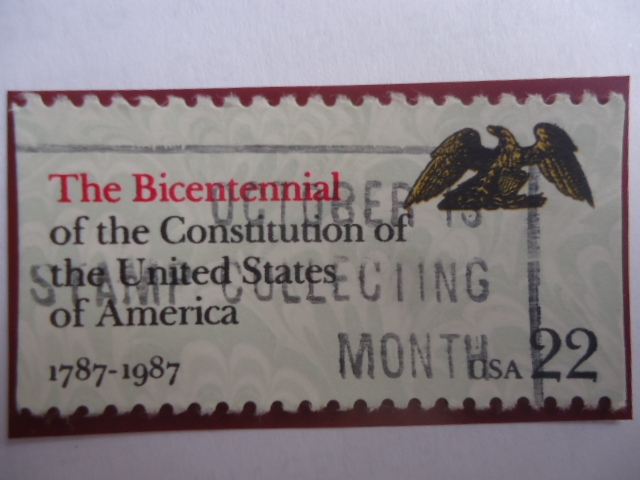 The Bicentennial
of the Constitution of
the United States
of America
1787-1987
USA 22
OCTOBER IS
STAMP COLLECTING
MONTH